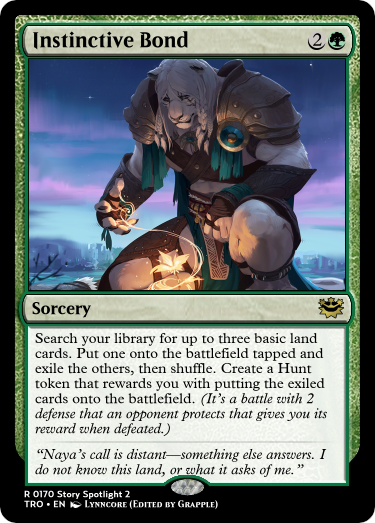 Instinctive Bond 2
Sorcery
Search your library for up to three basic land
cards. Put one onto the battlefield tapped and
exile the others, then shuffle. Create a Hunt
token that rewards you with putting the exiled
cards onto the battlefield. (It's a battle with 2
defense that an opponent protects that gives you its
reward when defeated.)
“Naya's call is distant—something else answers. I
do not know this land, or what it asks of me.”
R 0170 Story Spotlight 2
TRO • EN Lynncore (Edited by Grapple)